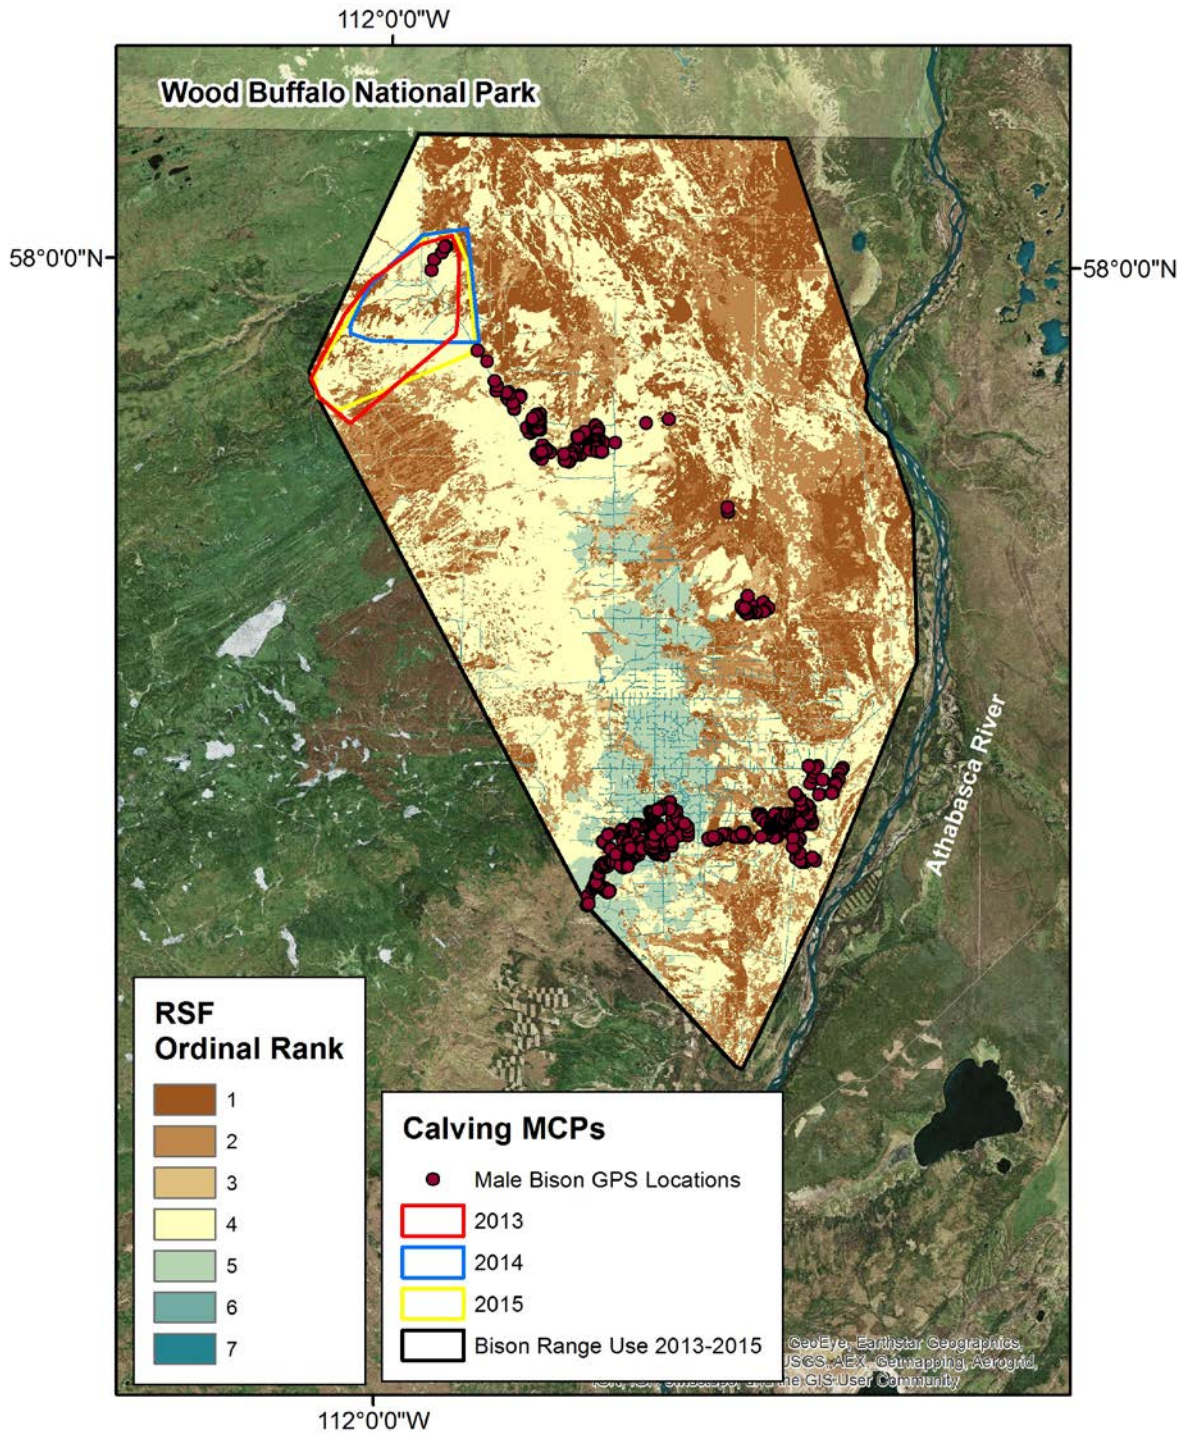 112°0'0"W
Wood Buffalo National Park
58°0'0"N
58°0'0"N
Athabasca River
RSF
Ordinal Rank
1
2
3
4
5
6
7
Calving MCPs
Male Bison GPS Locations
2013
2014
2015
Bison Range Use 2013-2015
GeoEye, Earthstar Geographics,
USGS, AEX, Getmapping, Aerogrid,
and the GIS User Community
112°0'0"W